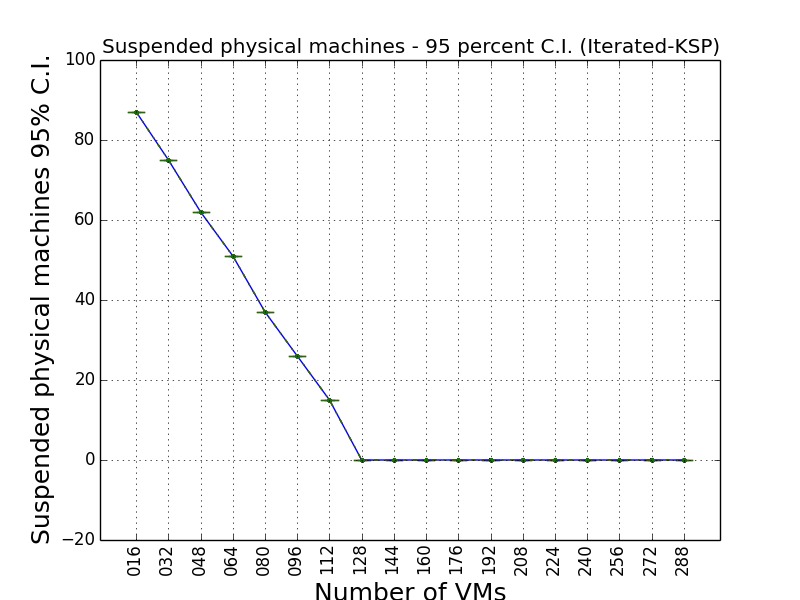 Suspended physical machines - 95 percent C.I. (Iterated-KSP)
Suspended physical machines 95% C.I.
100
80
60
40
20
0
−20
016 032 048 064 080 096 112 128 144 160 176 192 208 224 240 256 272 288
Number of VMs